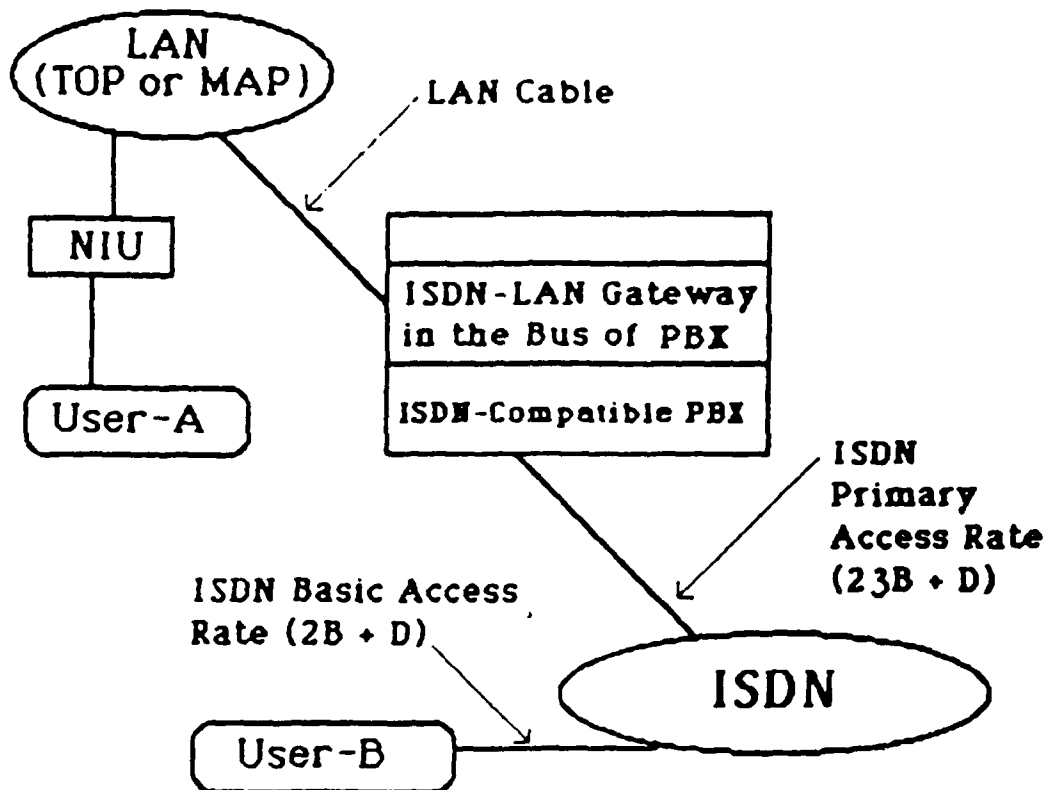 LAN
(TOP or MAP)
LAN Cable
NIU
ISDN-LAN Gateway
in the Bus of PBX
User-A
ISDN-Compatible PBX
ISDN
Primary
Access Rate
(23B + D)
ISDN Basic Access
Rate (2B + D)
ISDN
User-B